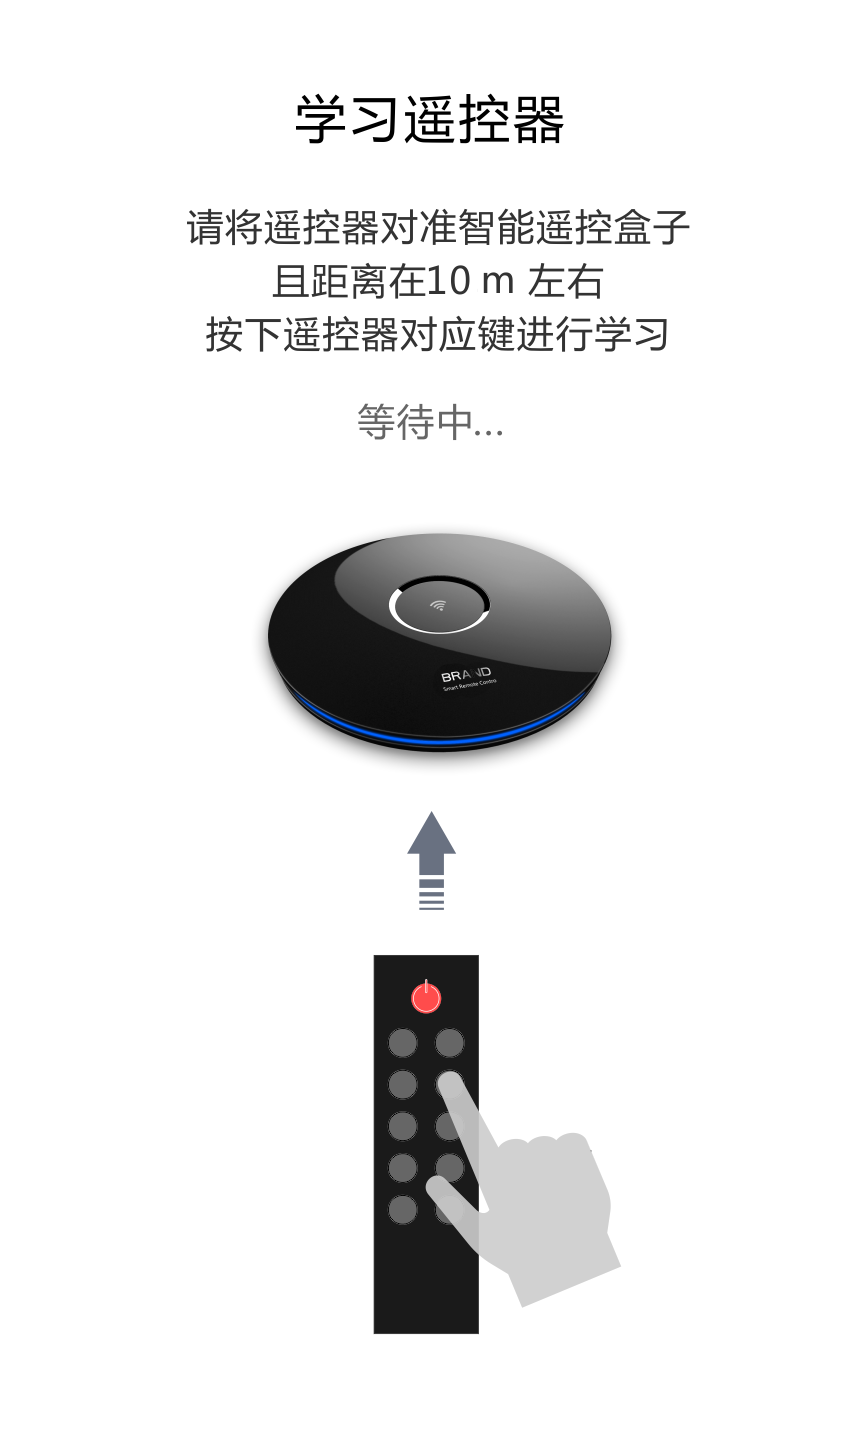 学习遥控器
请将遥控器对准智能遥控盒子
且距离在10 m 左右
按下遥控器对应键进行学习
等待中...
BRAND
Smart Remote Contro